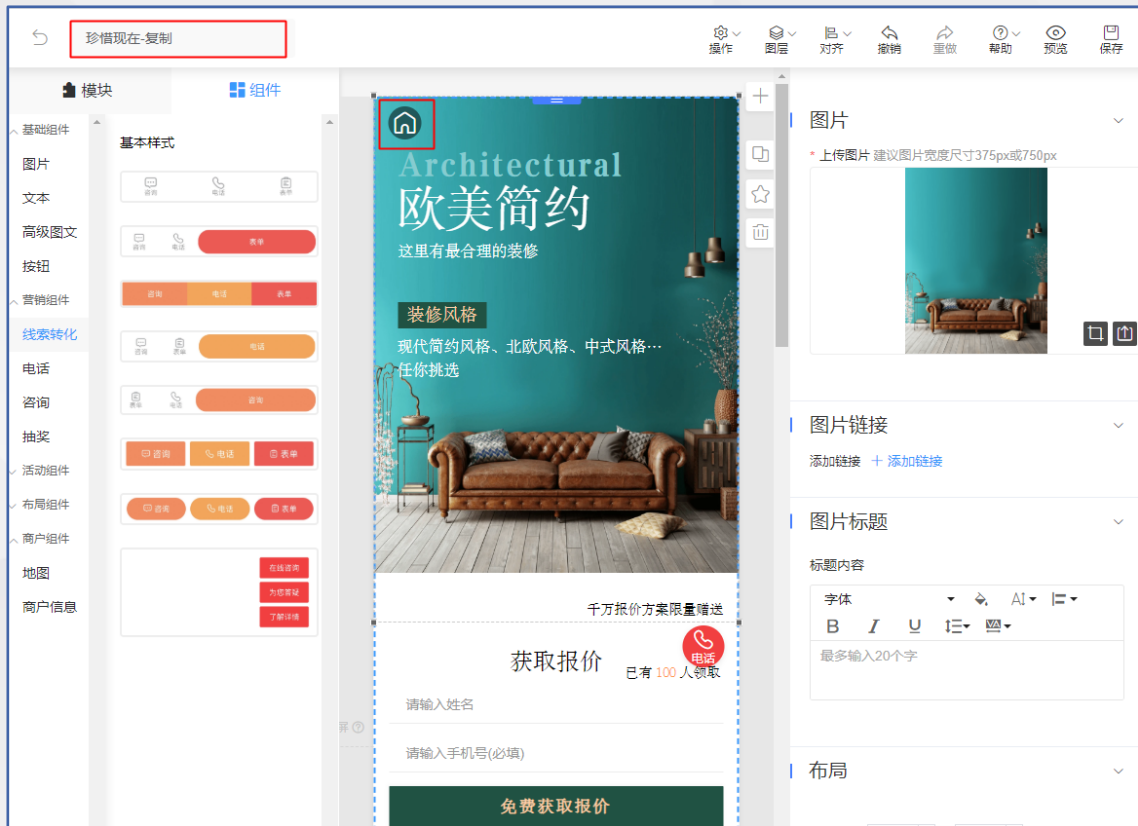 珍惜现在-复制
操作
图层
对齐
撤销
重做
帮助
预览
保存
模块
组件
基础组件
图片
文本
高级图文
按钮
营销组件
线索转化
电话
咨询
抽奖
活动组件
布局组件
商户组件
地图
商户信息
基本样式
咨询 电话 表单
咨询 电话 表单
咨询 电话 表单
咨询 表单 电话
表单 电话 咨询
咨询 电话 表单
咨询 电话 表单
在线咨询
为您答疑
了解详情
Architectural
欧美简约
这里有最合理的装修
装修风格
现代简约风格、北欧风格、中式风格…
任你挑选
千万报价方案限量赠送
电话
获取报价
已有 100 人领取
请输入姓名
屏
请输入手机号(必填)
免费获取报价
图片
* 上传图片 建议图片宽度尺寸375px或750px
图片链接
添加链接 + 添加链接
图片标题
标题内容
字体
B I U
最多输入20个字
布局